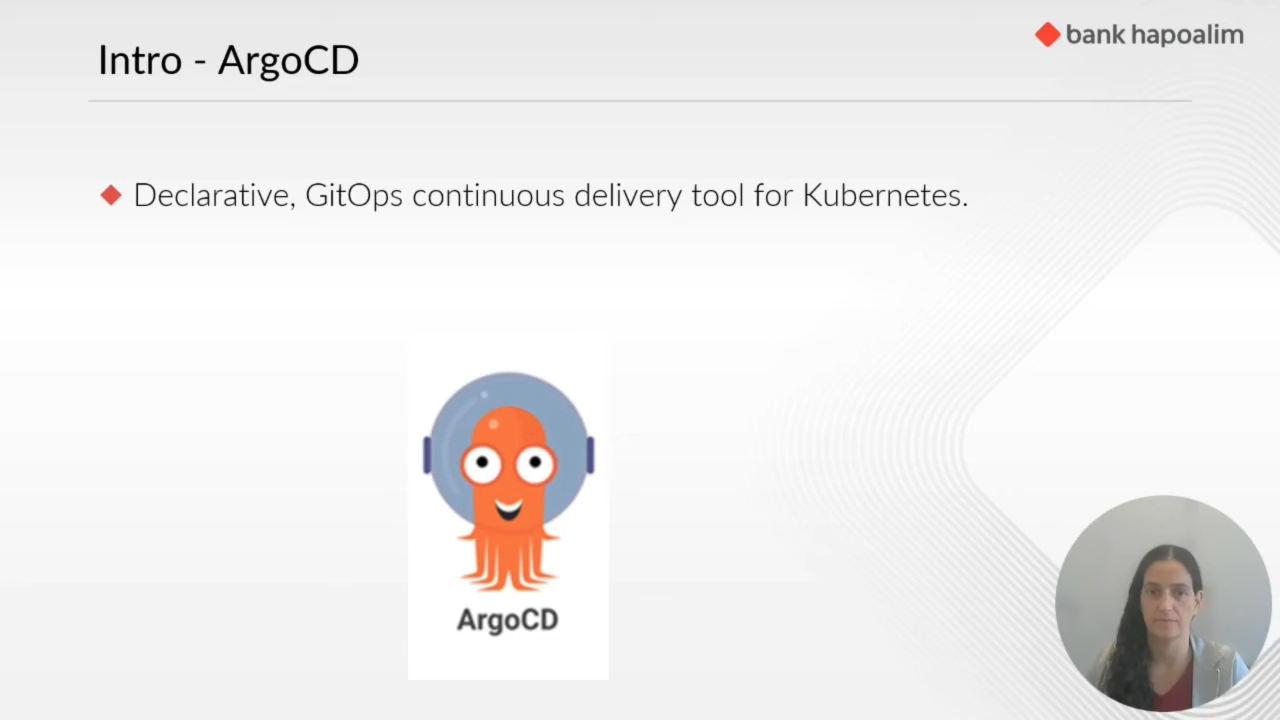 Intro - ArgoCD
bank hapoalim
Declarative, GitOps continuous delivery tool for Kubernetes.
ArgoCD